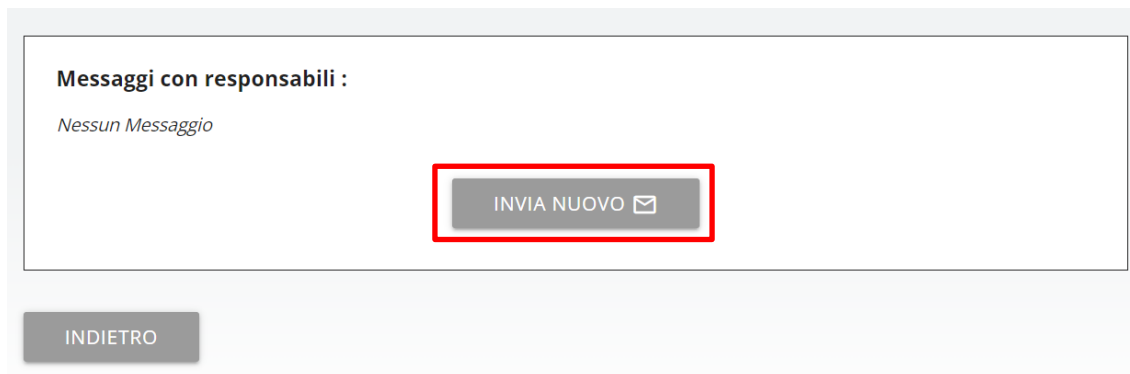 Messaggi con responsabili :
Nessun Messaggio
INVIA NUOVO
INDIETRO